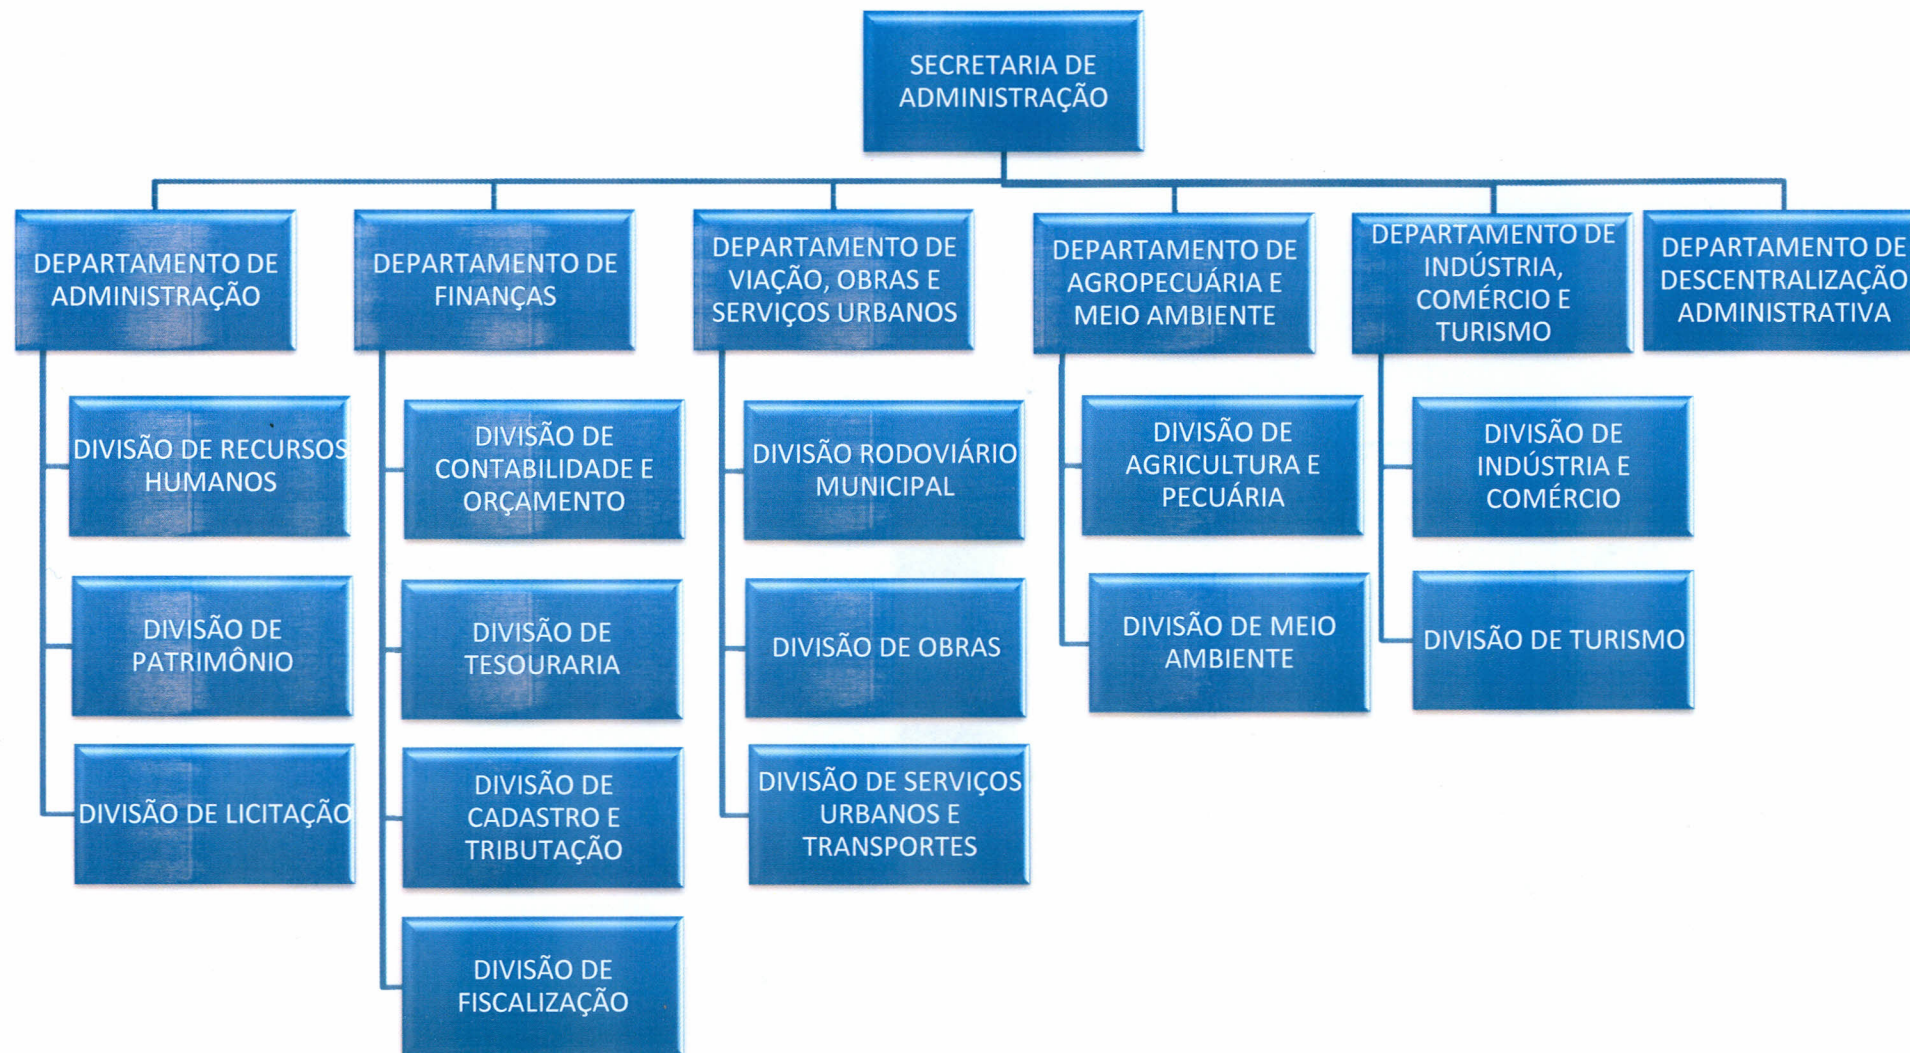 SECRETARIA DE
ADMINISTRAÇÃO
DEPARTAMENTO DE
ADMINISTRAÇÃO
DEPARTAMENTO DE
FINANÇAS
DEPARTAMENTO DE
VIAÇÃO, OBRAS E
SERVIÇOS URBANOS
DEPARTAMENTO DE
AGROPECUÁRIA E
MEIO AMBIENTE
DEPARTAMENTO DE
INDÚSTRIA,
COMÉRCIO E
TURISMO
DEPARTAMENTO DE
DESCENTRALIZAÇÃO
ADMINISTRATIVA
DIVISÃO DE RECURSOS
HUMANOS
DIVISÃO DE
CONTABILIDADE E
ORÇAMENTO
DIVISÃO RODOVIÁRIO
MUNICIPAL
DIVISÃO DE
AGRICULTURA E
PECUÁRIA
DIVISÃO DE
INDÚSTRIA E
COMÉRCIO
DIVISÃO DE
PATRIMÔNIO
DIVISÃO DE
TESOURARIA
DIVISÃO DE OBRAS
DIVISÃO DE MEIO
AMBIENTE
DIVISÃO DE TURISMO
DIVISÃO DE LICITAÇÃO
DIVISÃO DE
CADASTRO E
TRIBUTAÇÃO
DIVISÃO DE SERVIÇOS
URBANOS E
TRANSPORTES
DIVISÃO DE
FISCALIZAÇÃO